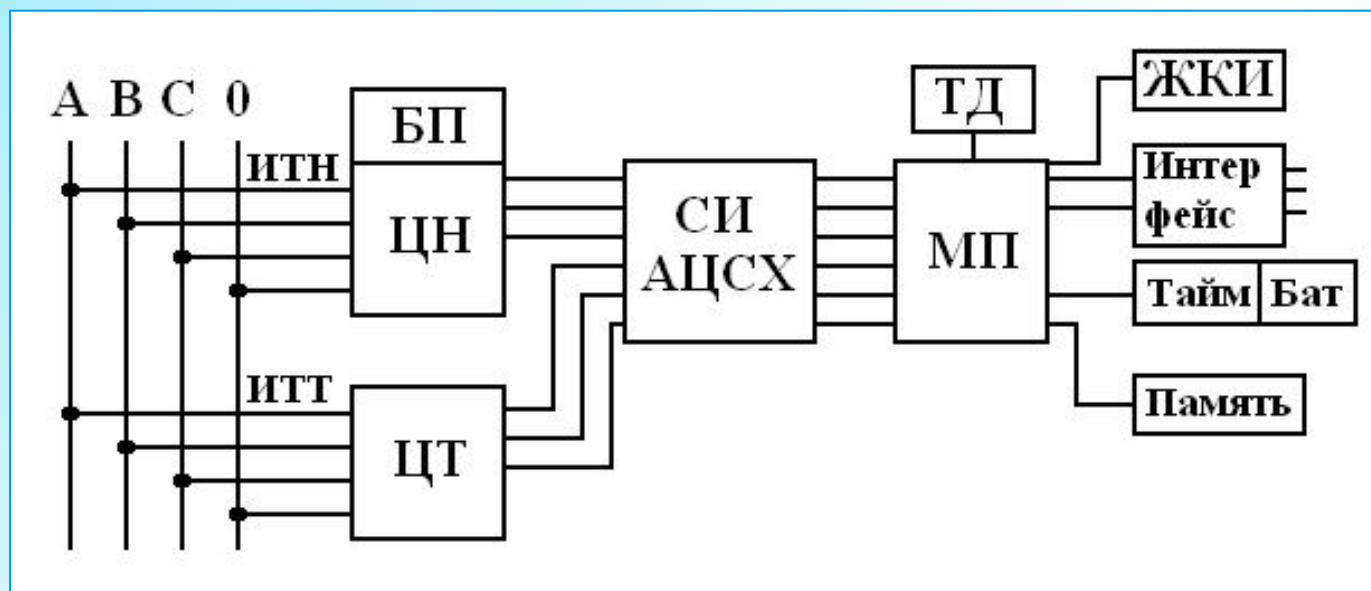 А В С 0
ИТН
БП
ЦН
ИТТ
ЦТ
СИ
АЦСХ
ТД
МП
ЖКИ
Интер
фейс
Тайм Бат
Память